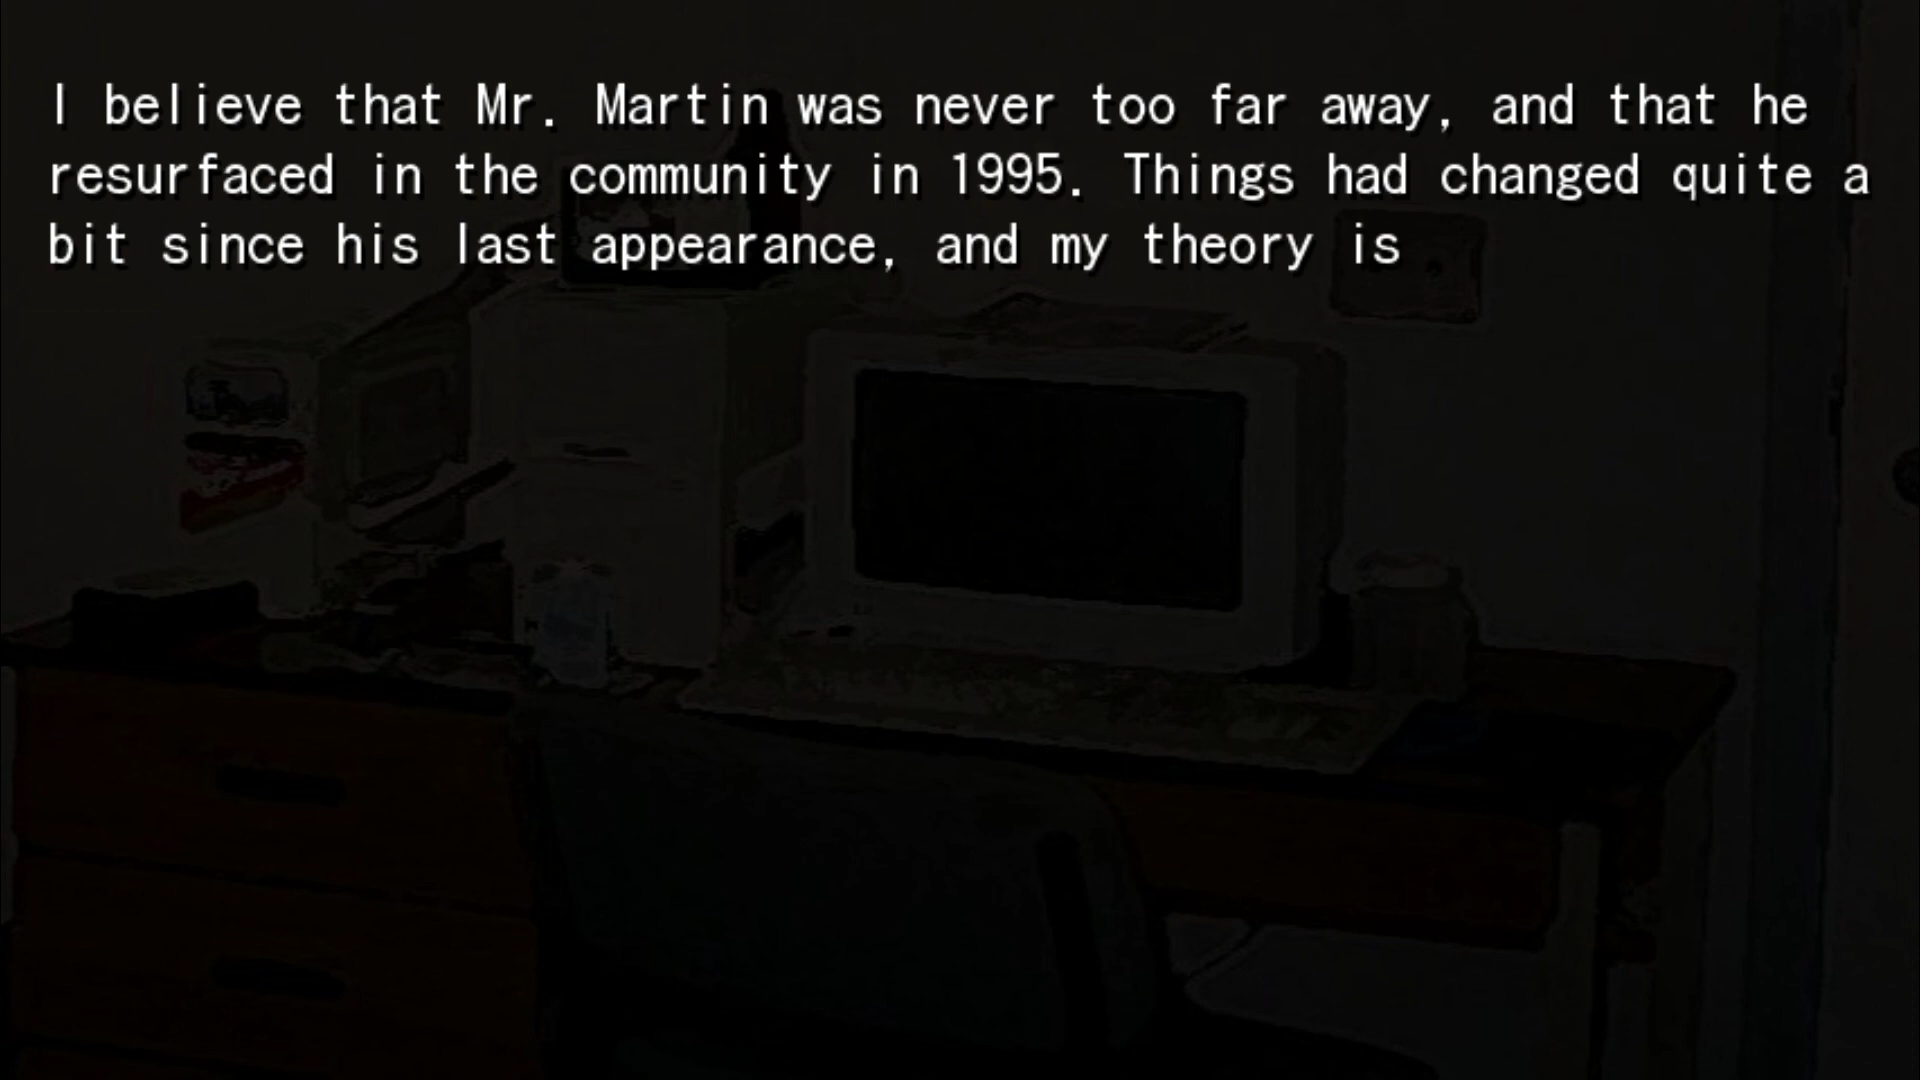 I believe that Mr. Martin was never too far away, and that he
resurfaced in the community in 1995. Things had changed quite a
bit since his last appearance, and my theory is